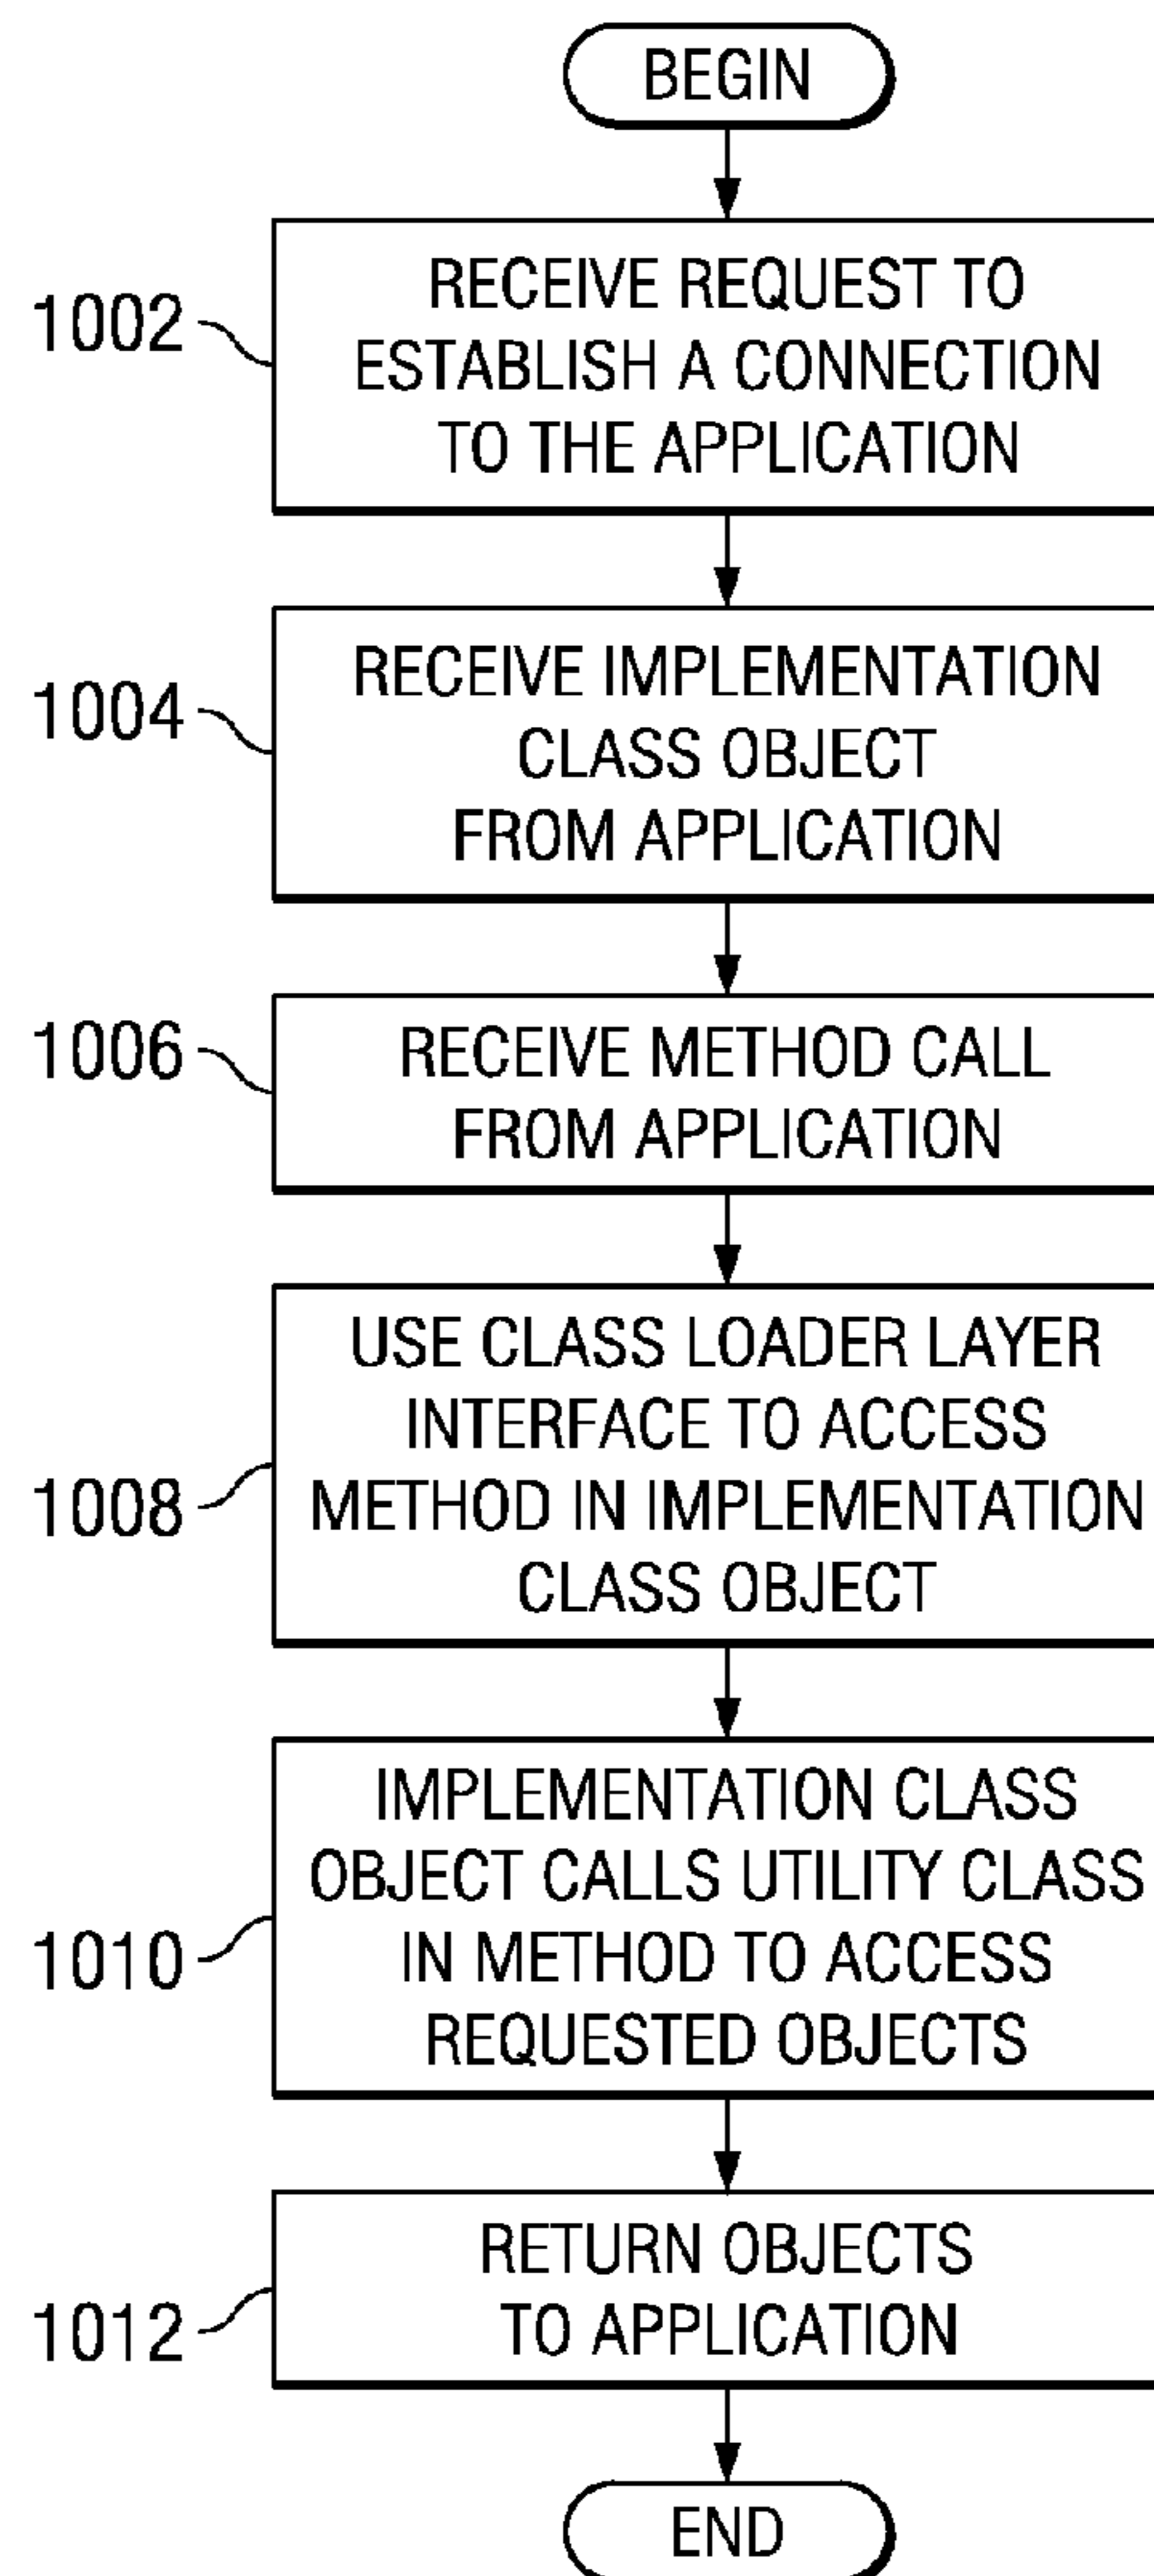 BEGIN
1002
RECEIVE REQUEST TO
ESTABLISH A CONNECTION
TO THE APPLICATION
1004
RECEIVE IMPLEMENTATION
CLASS OBJECT
FROM APPLICATION
1006
RECEIVE METHOD CALL
FROM APPLICATION
1008
USE CLASS LOADER LAYER
INTERFACE TO ACCESS
METHOD IN IMPLEMENTATION
CLASS OBJECT
1010
IMPLEMENTATION CLASS
OBJECT CALLS UTILITY CLASS
IN METHOD TO ACCESS
REQUESTED OBJECTS
1012
RETURN OBJECTS
TO APPLICATION
END